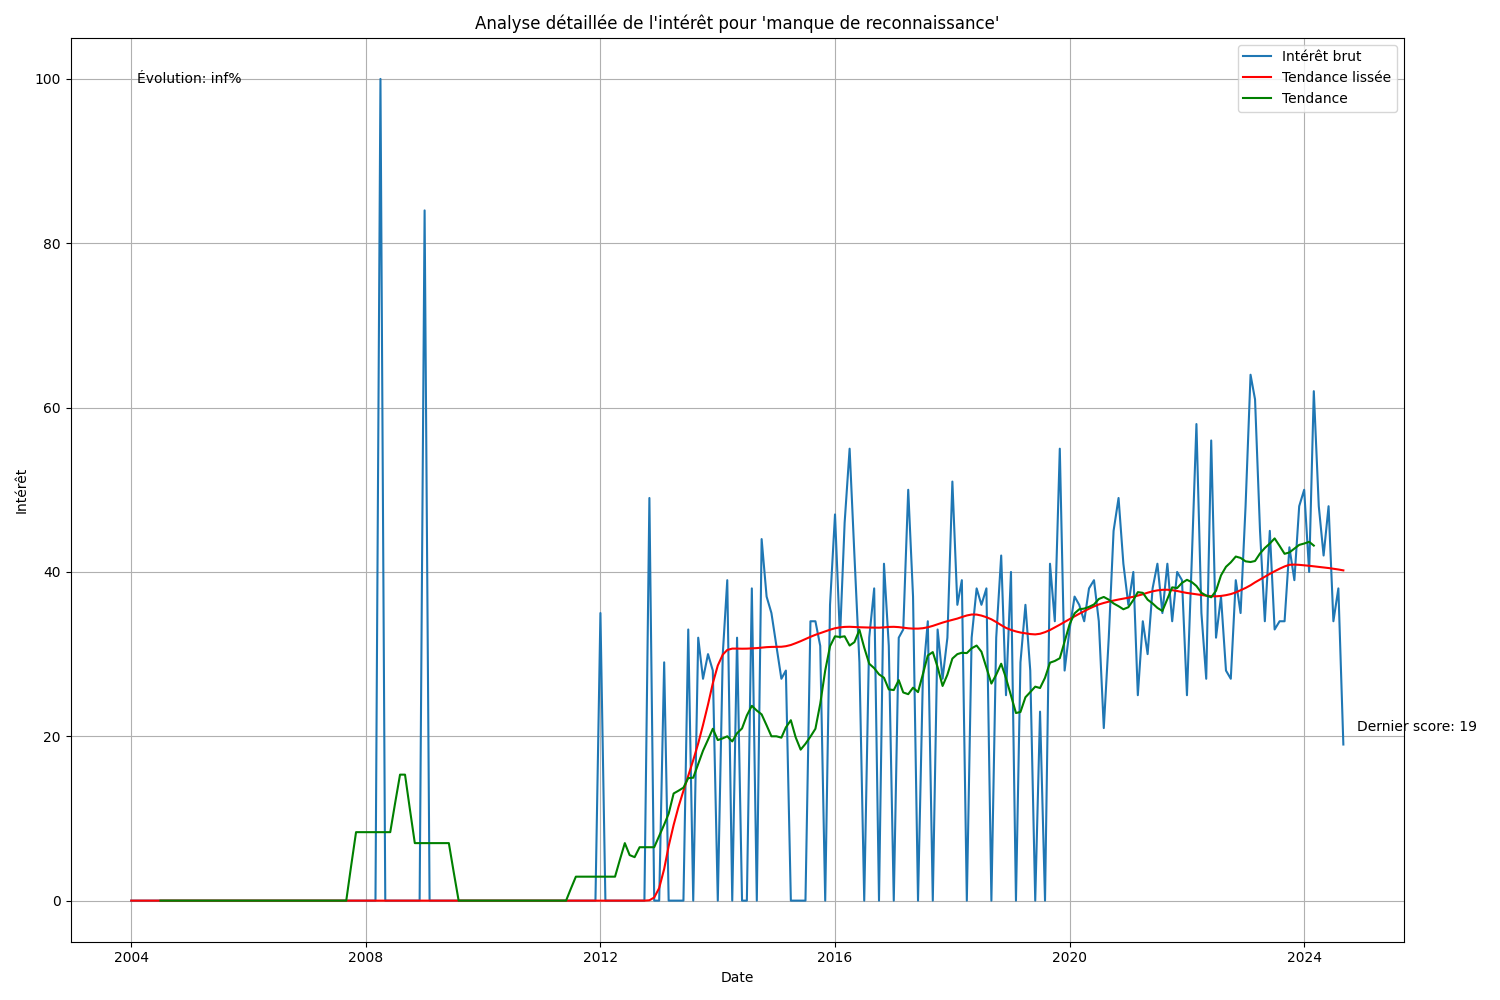 Analyse détaillée de l'intérêt pour 'manque de reconnaissance'
Évolution: inf%
Intérêt brut
Tendance lissée
Tendance
100
80
60
40
20
0
Intérêt
Dernier score: 19
2004
2008
2012
2016
2020
2024
Date